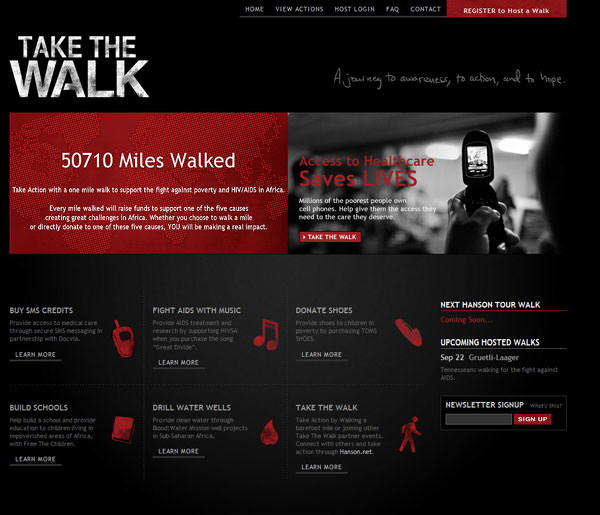 HOME VIEW ACTIONS HOST LOGIN FAQ CONTACT REGISTER to Host a Walk
TAKE THE
WALK
A journey to awareness, to action, and to hope.
50710 Miles Walked
Take Action with a one mile walk to support the fight against poverty and HIV/AIDS in Africa.
Every mile walked will raise funds to support one of the five causes
creating great challenges in Africa. Whether you choose to walk a mile
or directly donate to one of these five causes, YOU will be making a real impact.
Access to Healthcare
Saves LIVES
Millions of the poorest people own
cell phones. Help give them the access they
need to the care they deserve.
TAKE THE WALK
BUY SMS CREDITS
Provide access to medical care
through secure SMS messaging in
partnership with Docvia.
LEARN MORE
FIGHT AIDS WITH MUSIC
Provide AIDS treatment and
research by supporting HIVSA
when you purchase the song
"Great Divide".
LEARN MORE
DONATE SHOES
Provide shoes to children in
poverty by purchasing TOMS
SHOES.
LEARN MORE
NEXT HANSON TOUR WALK
Coming Soon...
UPCOMING HOSTED WALKS
Sep 22 Gruetli-Laager
Tennesseans walking for the fight against
AIDS.
NEWSLETTER SIGNUP What's this?
SIGN UP
BUILD SCHOOLS
Help build a school and provide
education to children living in
impoverished areas of Africa,
with Free The Children.
LEARN MORE
DRILL WATER WELLS
Provide clean water through
Blood:Water Mission well projects
in Sub-Saharan Africa.
LEARN MORE
TAKE THE WALK
Take Action by Walking a
barefoot mile or joining other
Take The Walk partner events.
Connect with others and take
action through Hanson.net.
LEARN MORE